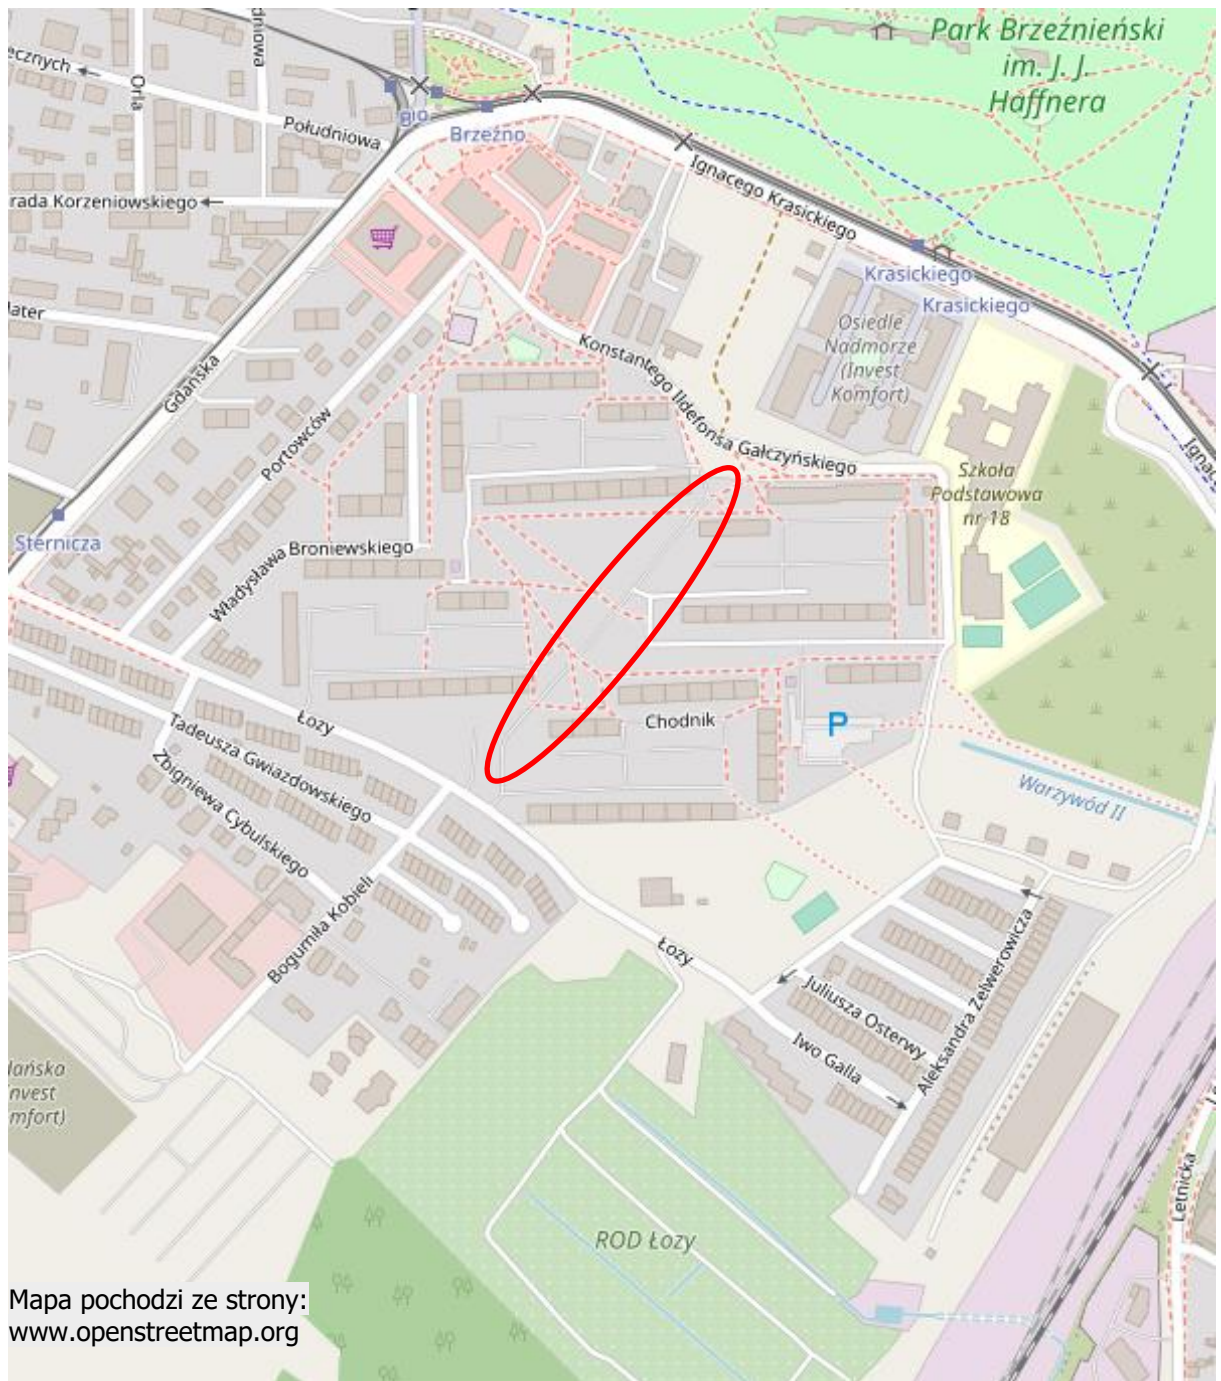 Park Brzeźnieński
im. J. J.
Haffnera
Orla
Południowa
Brzeźno
Ignacego Krasickiego
rada Korzeniowskiego
Krasickiego
Krasickiego
Osiedle
Nadmorze
(Invest
Komfort)
Gdańska
Konstantego Ildefonsa Gałczyńskiego
Portowców
Szkoła
Podstawowa
nr 18
Sternicza
Władysława Broniewskiego
Łozy
Chodnik
P
Tadeusza Gwiazdowskiego
Zbigniewa Cybulskiego
Warzywód II
Bogumiła Kobieli
Łozy
Juliusza Osterwy
Iwo Galla
Aleksandra Zelwerowicza
Letnicka
ROD Łozy
Mapa pochodzi ze strony:
www.openstreetmap.org